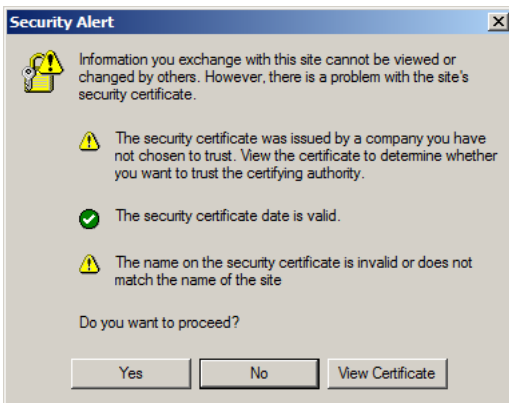 Security Alert
Information you exchange with this site cannot be viewed or
changed by others. However, there is a problem with the site's
security certificate.
The security certificate was issued by a company you have
not chosen to trust. View the certificate to determine whether
you want to trust the certifying authority.
The security certificate date is valid.
The name on the security certificate is invalid or does not
match the name of the site
Do you want to proceed?
Yes No View Certificate